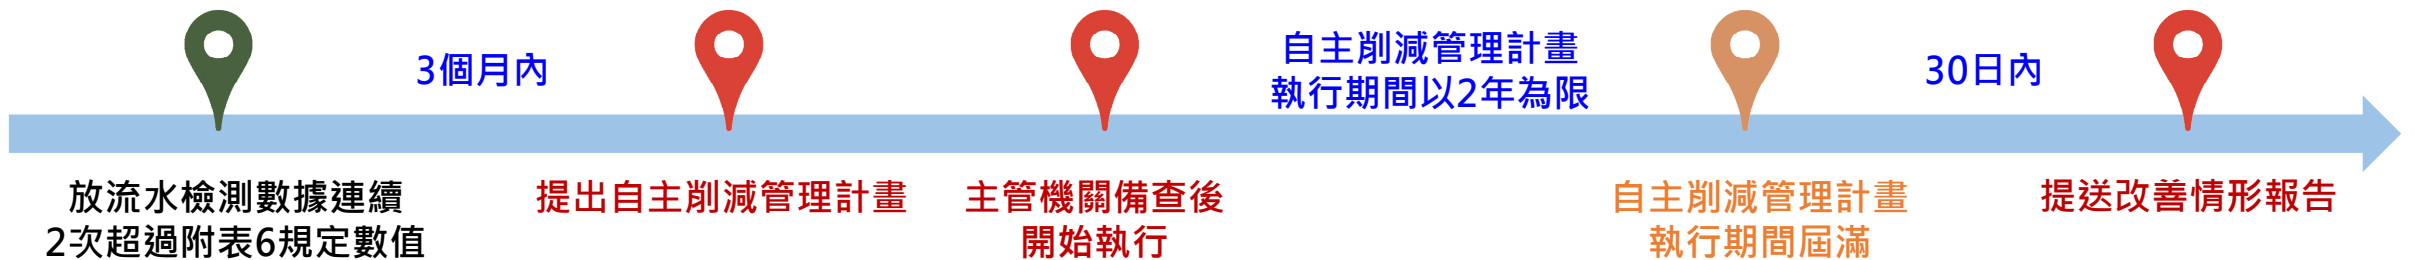 3個月內
自主削減管理計畫
執行期間以2年為限
30日內
放流水檢測數據連續
2次超過附表6規定數值
提出自主削減管理計畫
主管機關備查後
開始執行
自主削減管理計畫
執行期間屆滿
提送改善情形報告